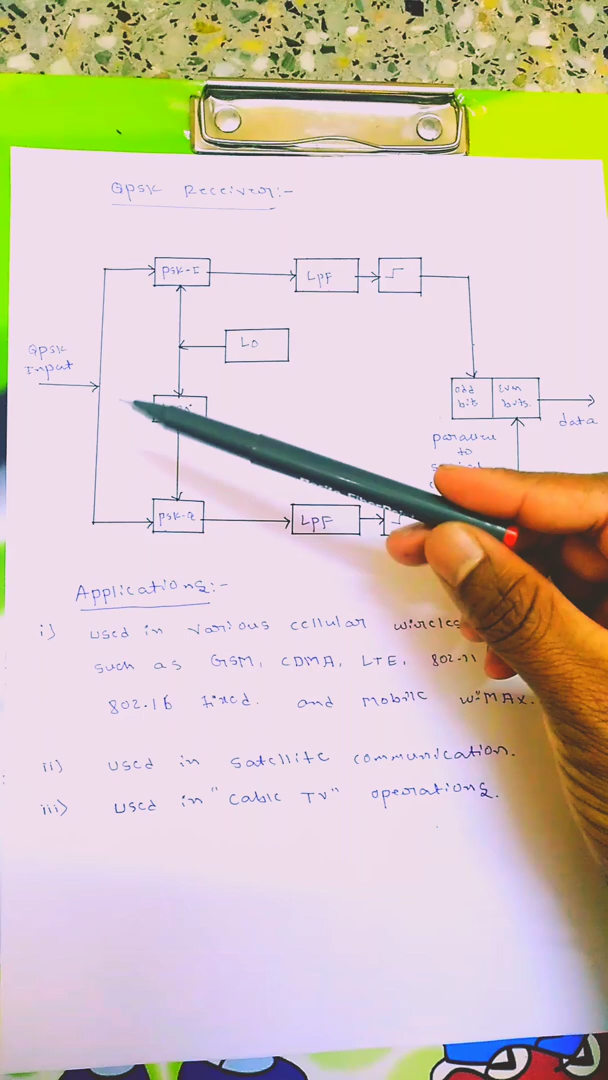 QPSK Receiver:-
PSK-I
LPF
LO
QPSK
Input
odd
bit
Even
bits
data
to
PSK-Q
LPF
Applications:-
i) used in various cellular
such as GSM, CDMA, LTE, 802.11
802.16 fixed. and Mobile WiMAX.
ii) used in satellite communication.
iii) used in "cable TV" operations.